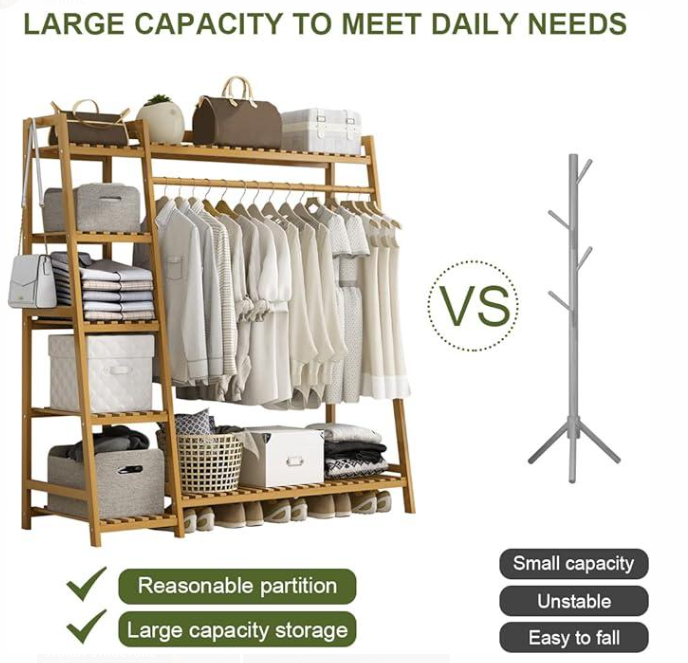 LARGE CAPACITY TO MEET DAILY NEEDS
VS
Reasonable partition
Large capacity storage
Small capacity
Unstable
Easy to fall